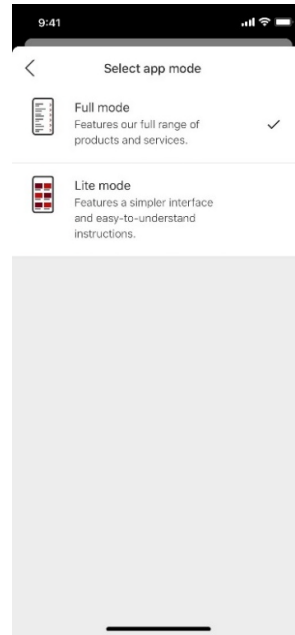 9:41
Select app mode
Full mode
Features our full range of
products and services.
Lite mode
Features a simpler interface
and easy-to-understand
instructions.